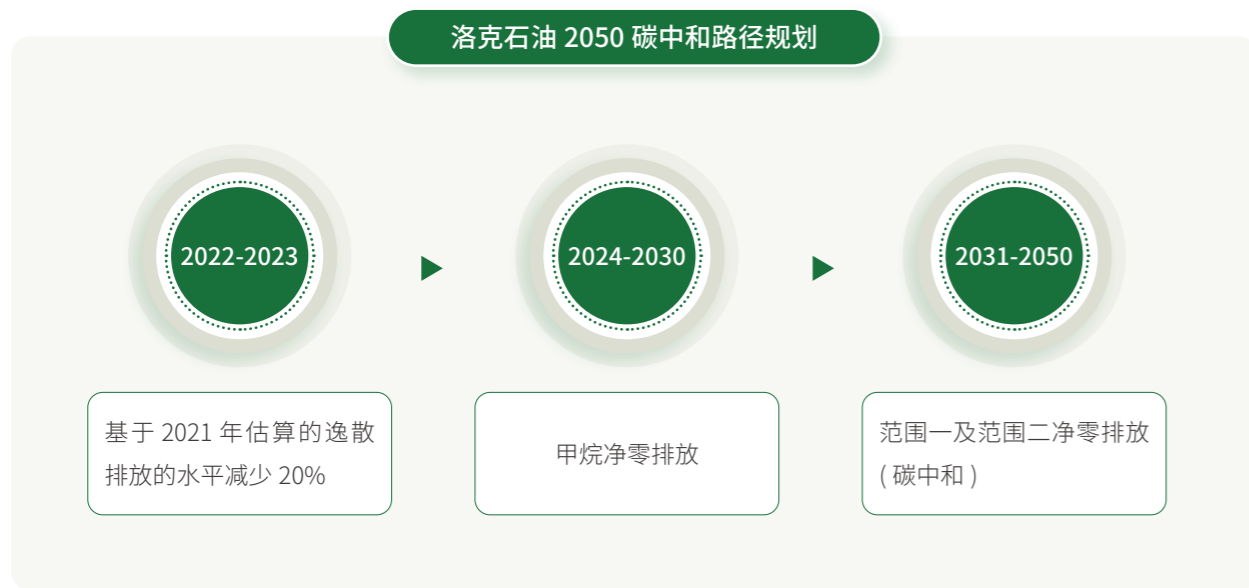 洛克石油 2050 碳中和路径规划
2022-2023
2024-2030
2031-2050
基于 2021 年估算的逸散
排放的水平减少 20%
甲烷净零排放
范围一及范围二净零排放
( 碳中和 )